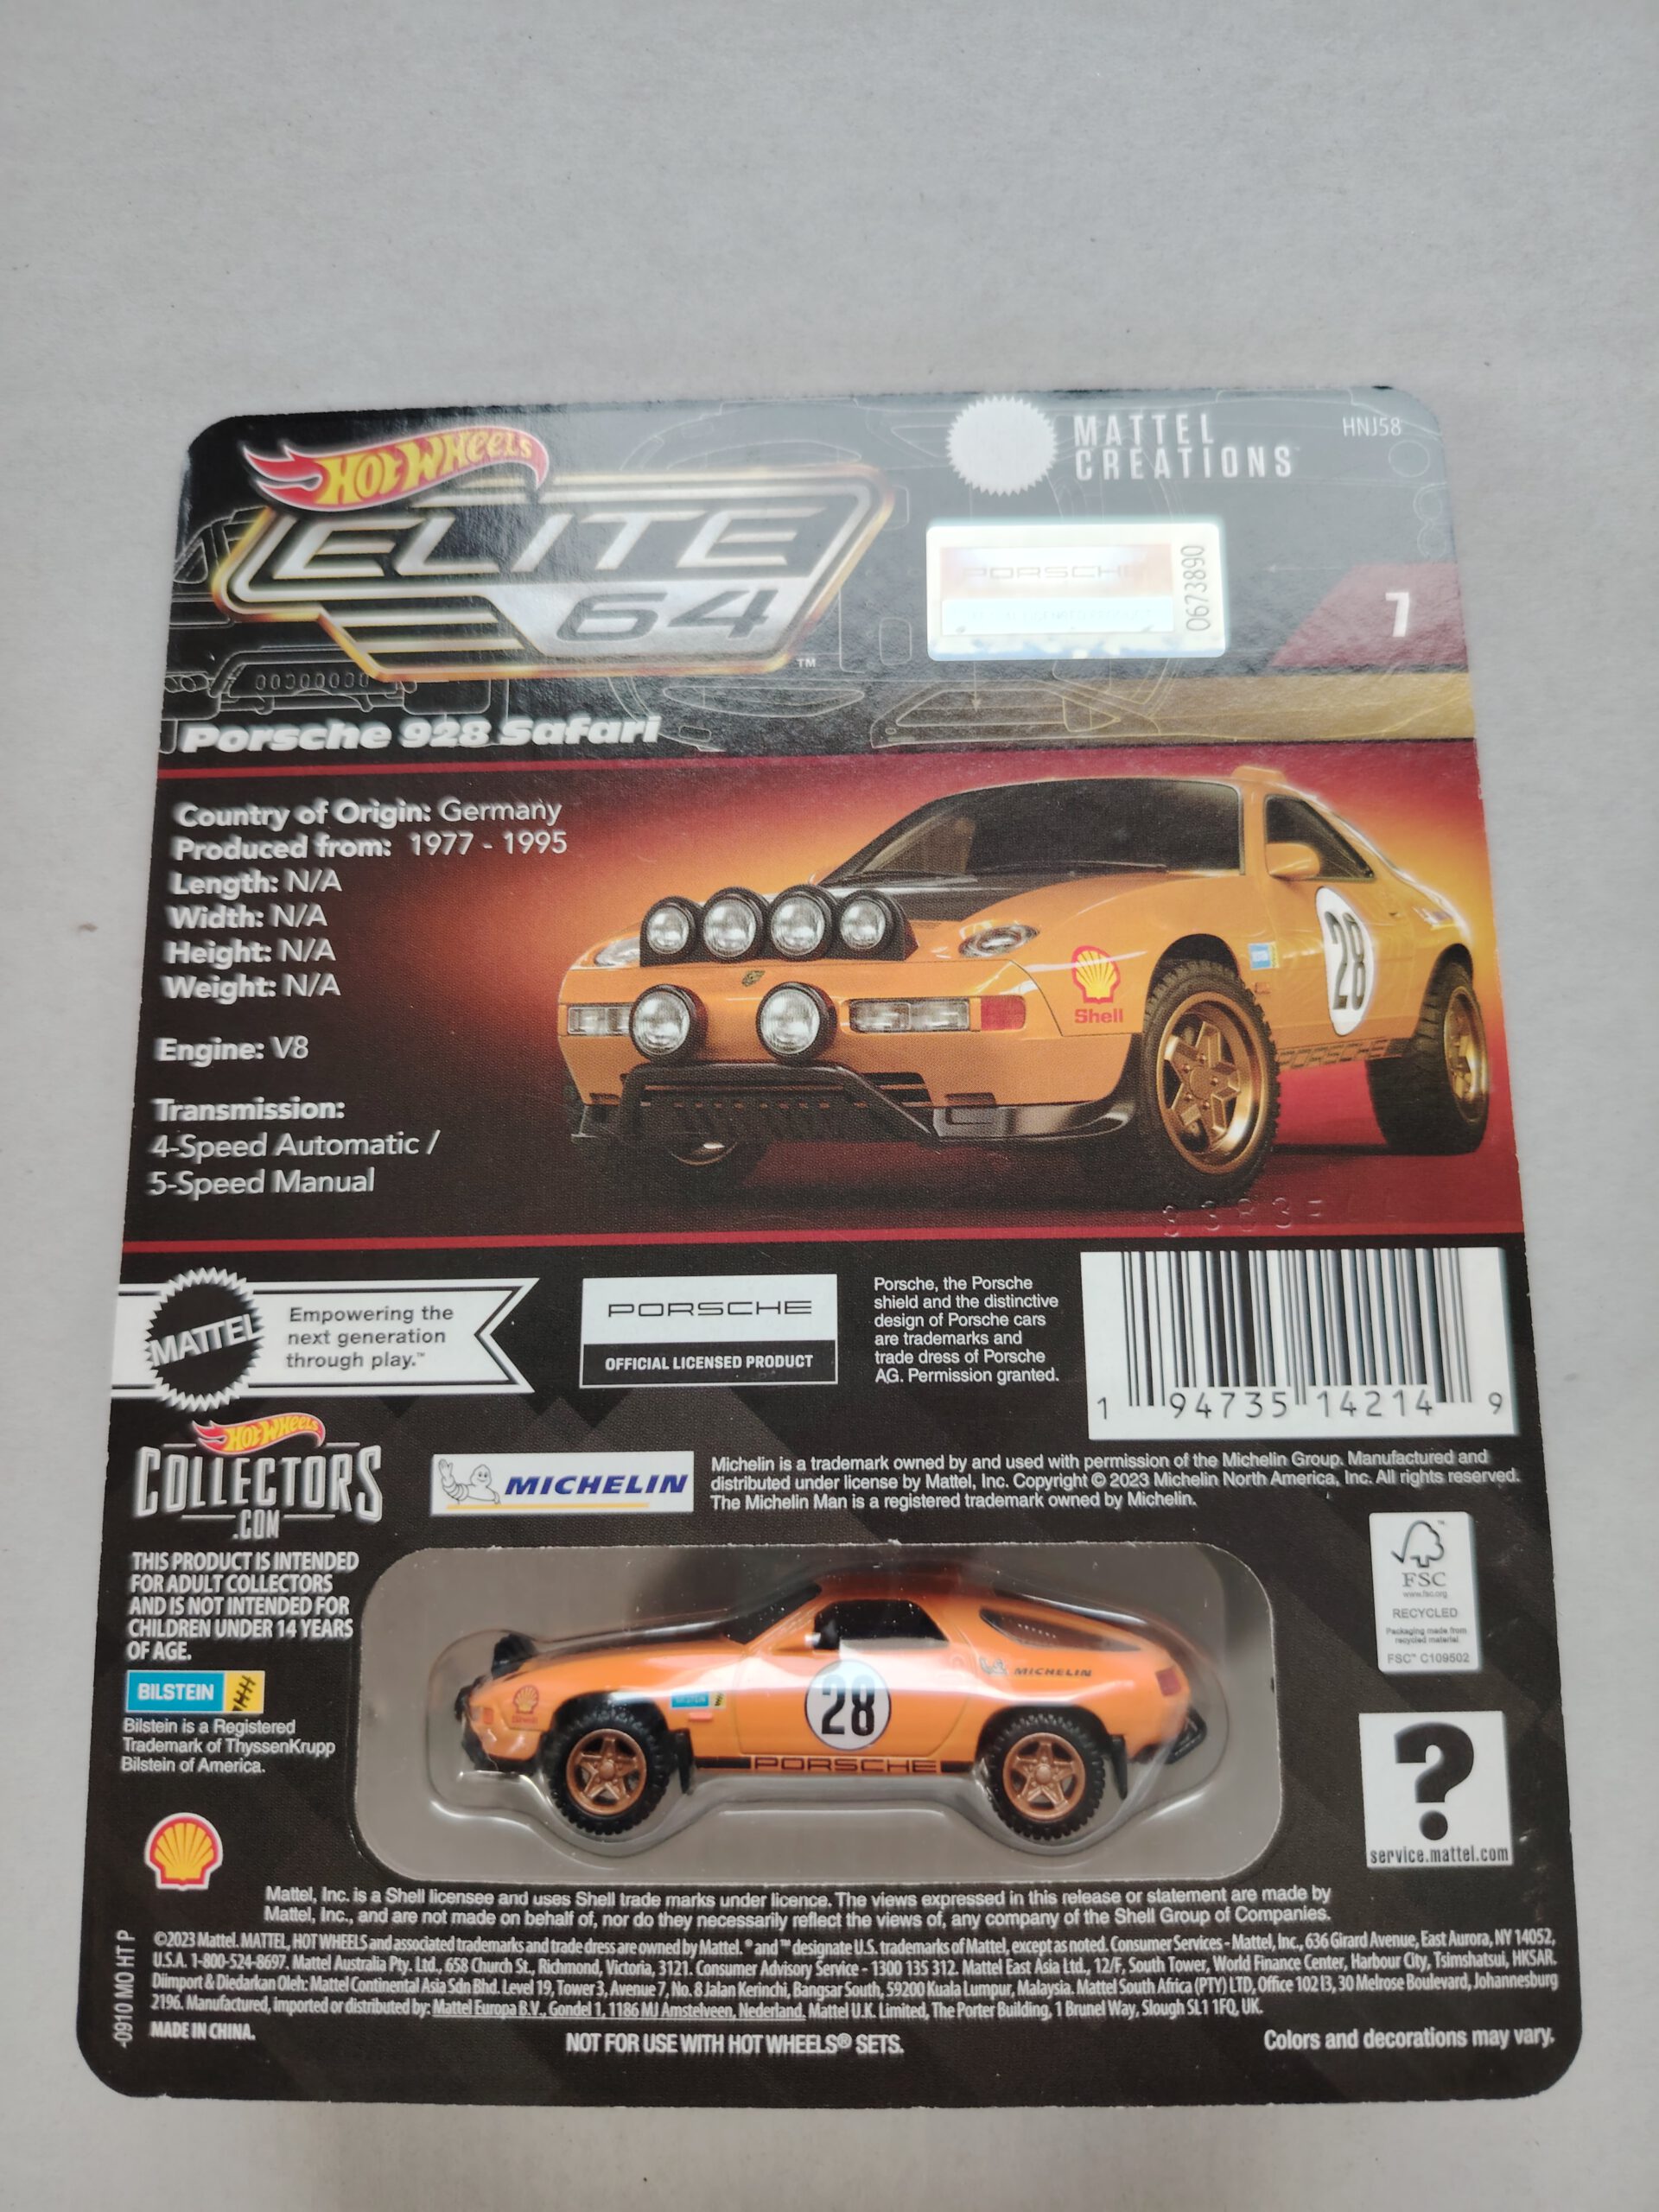 HOT WHEELS
ELITE
64
™
MATTEL
CREATIONS
HNJ58
PORSCHE
0673890
7
Porsche 928 Safari
Country of Origin: Germany
Produced from: 1977 - 1995
Length: N/A
Width: N/A
Height: N/A
Weight: N/A
Engine: V8
Transmission:
4-Speed Automatic /
5-Speed Manual
Shell
28
PORSCHE
MATTEL
Empowering the
next generation
through play.™
PORSCHE
OFFICIAL LICENSED PRODUCT
Porsche, the Porsche
shield and the distinctive
design of Porsche cars
are trademarks and
trade dress of Porsche
AG. Permission granted.
1 94735 14214 9
HOT WHEELS
COLLECTORS
.COM
MICHELIN
Michelin is a trademark owned by and used with permission of the Michelin Group. Manufactured and
distributed under license by Mattel, Inc. Copyright © 2023 Michelin North America, Inc. All rights reserved.
The Michelin Man is a registered trademark owned by Michelin.
THIS PRODUCT IS INTENDED
FOR ADULT COLLECTORS
AND IS NOT INTENDED FOR
CHILDREN UNDER 14 YEARS
OF AGE.
BILSTEIN
Bilstein is a Registered
Trademark of ThyssenKrupp
Bilstein of America.
BILSTEIN
28
MICHELIN
PORSCHE
FSC
www.fsc.org
RECYCLED
Packaging made from
recycled material
FSC™ C109502
?
service.mattel.com
Mattel, Inc. is a Shell licensee and uses Shell trade marks under licence. The views expressed in this release or statement are made by
Mattel, Inc., and are not made on behalf of, nor do they necessarily reflect the views of, any company of the Shell Group of Companies.
©2023 Mattel. MATTEL, HOT WHEELS and associated trademarks and trade dress are owned by Mattel. ® and ™ designate U.S. trademarks of Mattel, except as noted. Consumer Services - Mattel, Inc., 636 Girard Avenue, East Aurora, NY 14052,
U.S.A. 1-800-524-8697. Mattel Australia Pty. Ltd., 658 Church St., Richmond, Victoria, 3121. Consumer Advisory Service - 1300 135 312. Mattel East Asia Ltd., 12/F, South Tower, World Finance Center, Harbour City, Tsimshatsui, HKSAR.
Diimport & Diedarkan Oleh: Mattel Continental Asia Sdn Bhd. Level 19, Tower 3, Avenue 7, No. 8 Jalan Kerinchi, Bangsar South, 59200 Kuala Lumpur, Malaysia. Mattel South Africa (PTY) LTD, Office 102 I3, 30 Melrose Boulevard, Johannesburg
2196. Manufactured, imported or distributed by: Mattel Europa B.V., Gondel 1, 1186 MJ Amstelveen, Nederland. Mattel U.K. Limited, The Porter Building, 1 Brunel Way, Slough SL1 1FQ, UK.
-0910 MO HT P
MADE IN CHINA.
NOT FOR USE WITH HOT WHEELS® SETS.
Colors and decorations may vary.